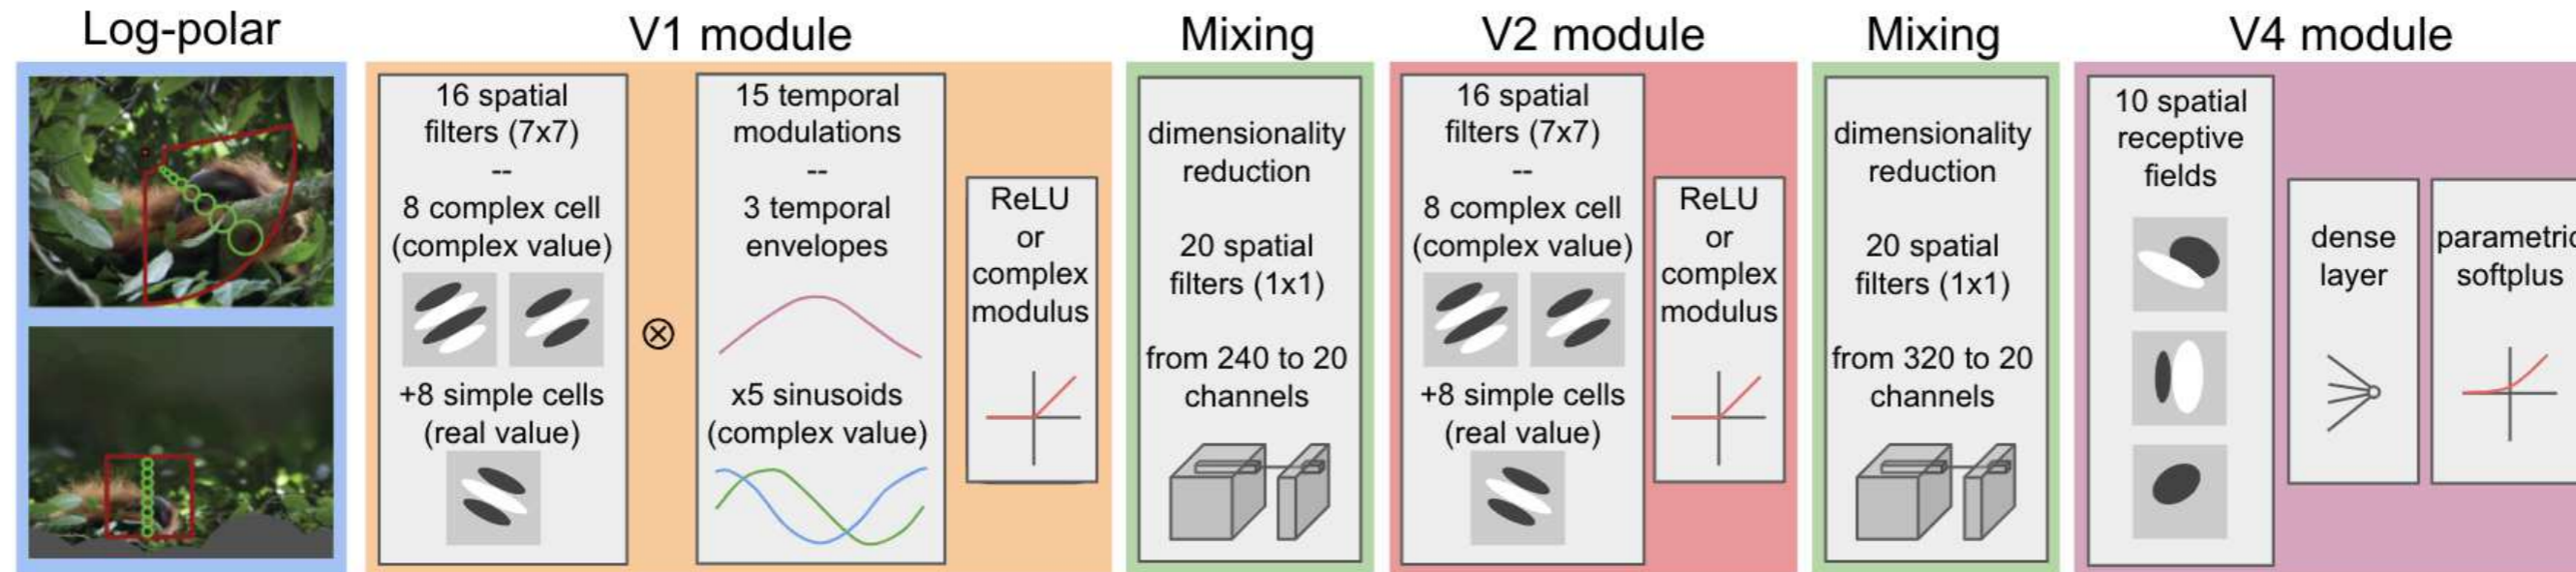 Log-polar
V1 module
Mixing
V2 module
Mixing
V4 module
16 spatial
filters (7x7)
--
8 complex cell
(complex value)
+8 simple cells
(real value)
⊗
15 temporal
modulations
--
3 temporal
envelopes
x5 sinusoids
(complex value)
ReLU
or
complex
modulus
dimensionality
reduction
20 spatial
filters (1x1)
from 240 to 20
channels
16 spatial
filters (7x7)
--
8 complex cell
(complex value)
+8 simple cells
(real value)
ReLU
or
complex
modulus
dimensionality
reduction
20 spatial
filters (1x1)
from 320 to 20
channels
10 spatial
receptive
fields
dense
layer
parametric
softplus